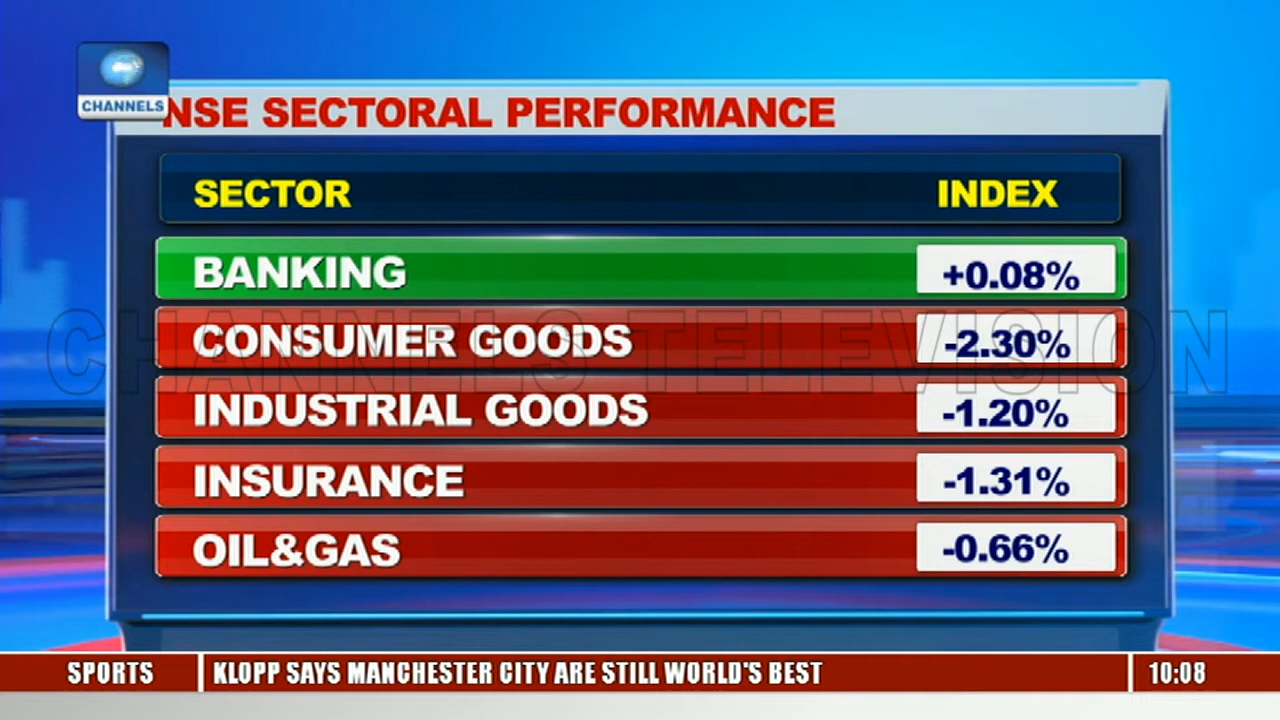 CHANNELS
NSE SECTORAL PERFORMANCE
SECTOR INDEX
BANKING +0.08%
CONSUMER GOODS -2.30%
CHANNELS TELEVISION
INDUSTRIAL GOODS -1.20%
INSURANCE -1.31%
OIL&GAS -0.66%
SPORTS KLOPP SAYS MANCHESTER CITY ARE STILL WORLD'S BEST 10:08